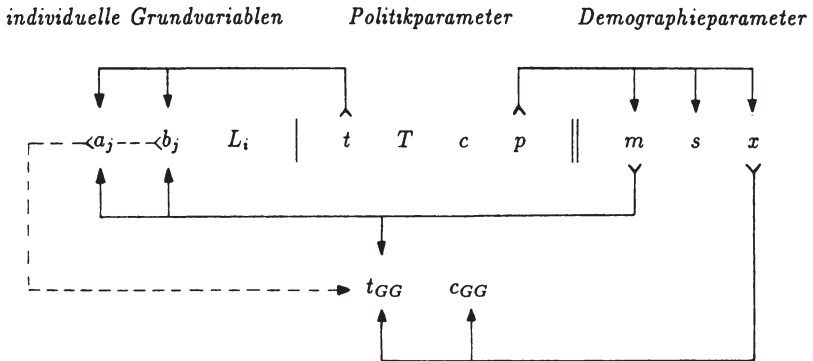 individuelle Grundvariablen Politikparameter Demographieparameter
a_j b_j L_i | t T c p || m s x
t_GG c_GG